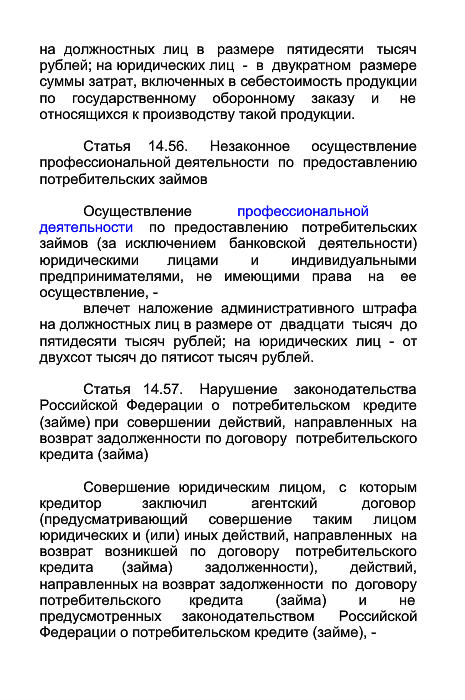 на должностных лиц в размере пятидесяти тысяч
рублей; на юридических лиц - в двукратном размере
суммы затрат, включенных в себестоимость продукции
по государственному оборонному заказу и не
относящихся к производству такой продукции.
Статья 14.56. Незаконное осуществление
профессиональной деятельности по предоставлению
потребительских займов
Осуществление профессиональной
деятельности по предоставлению потребительских
займов (за исключением банковской деятельности)
юридическими лицами и индивидуальными
предпринимателями, не имеющими права на ее
осуществление, -
влечет наложение административного штрафа
на должностных лиц в размере от двадцати тысяч до
пятидесяти тысяч рублей; на юридических лиц - от
двухсот тысяч до пятисот тысяч рублей.
Статья 14.57. Нарушение законодательства
Российской Федерации о потребительском кредите
(займе) при совершении действий, направленных на
возврат задолженности по договору потребительского
кредита (займа)
Совершение юридическим лицом, с которым
кредитор заключил агентский договор
(предусматривающий совершение таким лицом
юридических и (или) иных действий, направленных на
возврат возникшей по договору потребительского
кредита (займа) задолженности), действий,
направленных на возврат задолженности по договору
потребительского кредита (займа) и не
предусмотренных законодательством Российской
Федерации о потребительском кредите (займе), -